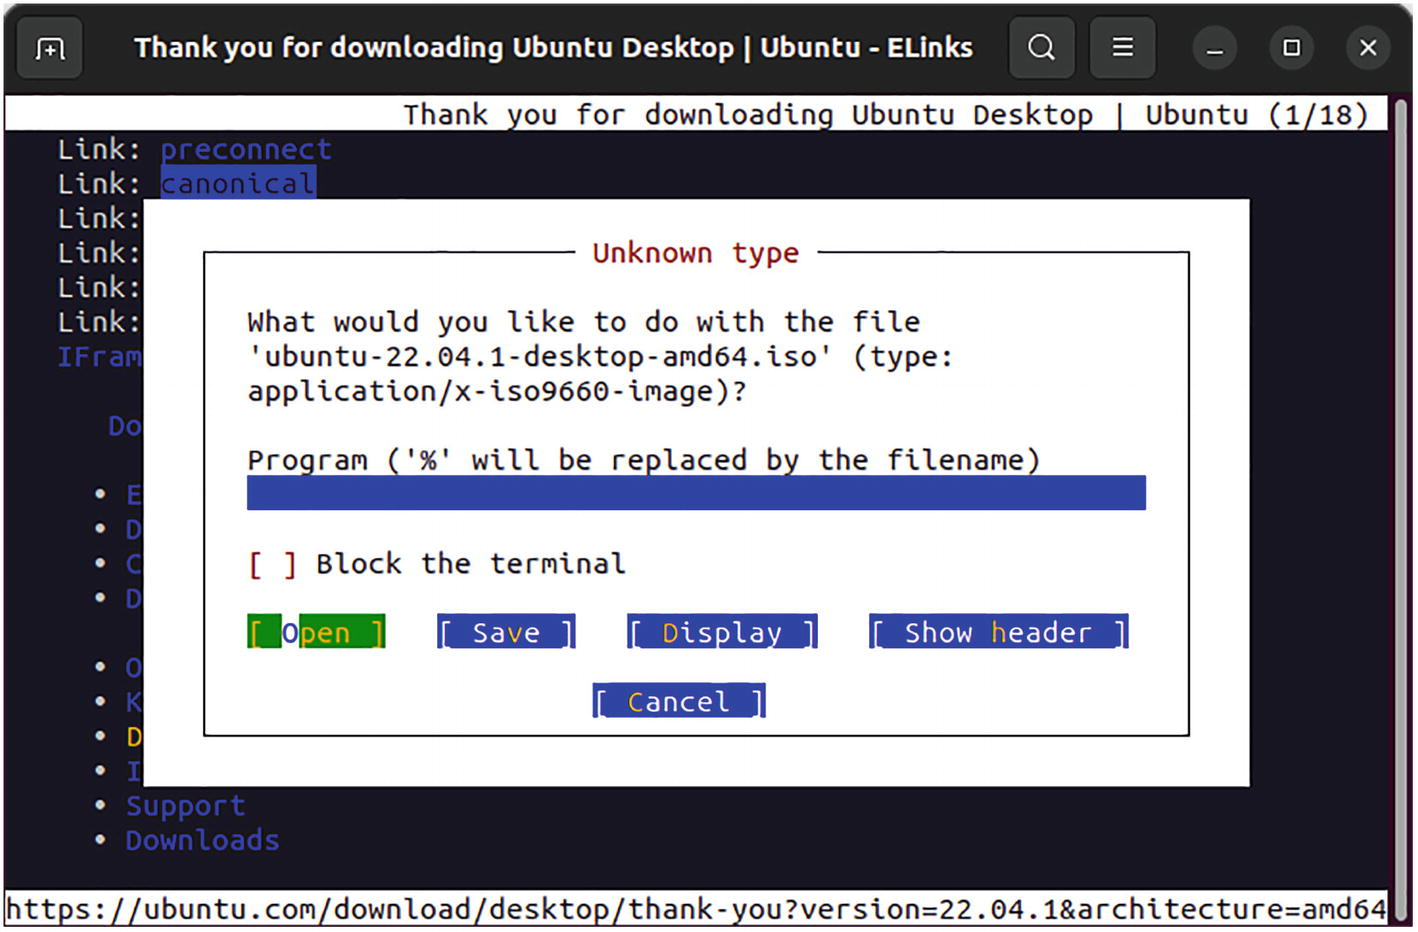 Thank you for downloading Ubuntu Desktop | Ubuntu - ELinks
Thank you for downloading Ubuntu Desktop | Ubuntu (1/18)
Link: preconnect
Link: canonical
Link:
Link:
Link:
Link:
IFram
Do
• E
• D
• C
• D
• O
• K
• D
• I
• Support
• Downloads
Unknown type
What would you like to do with the file
'ubuntu-22.04.1-desktop-amd64.iso' (type:
application/x-iso9660-image)?
Program ('%' will be replaced by the filename)
[ ] Block the terminal
[ Open ] [ Save ] [ Display ] [ Show header ]
[ Cancel ]
https://ubuntu.com/download/desktop/thank-you?version=22.04.1&architecture=amd64